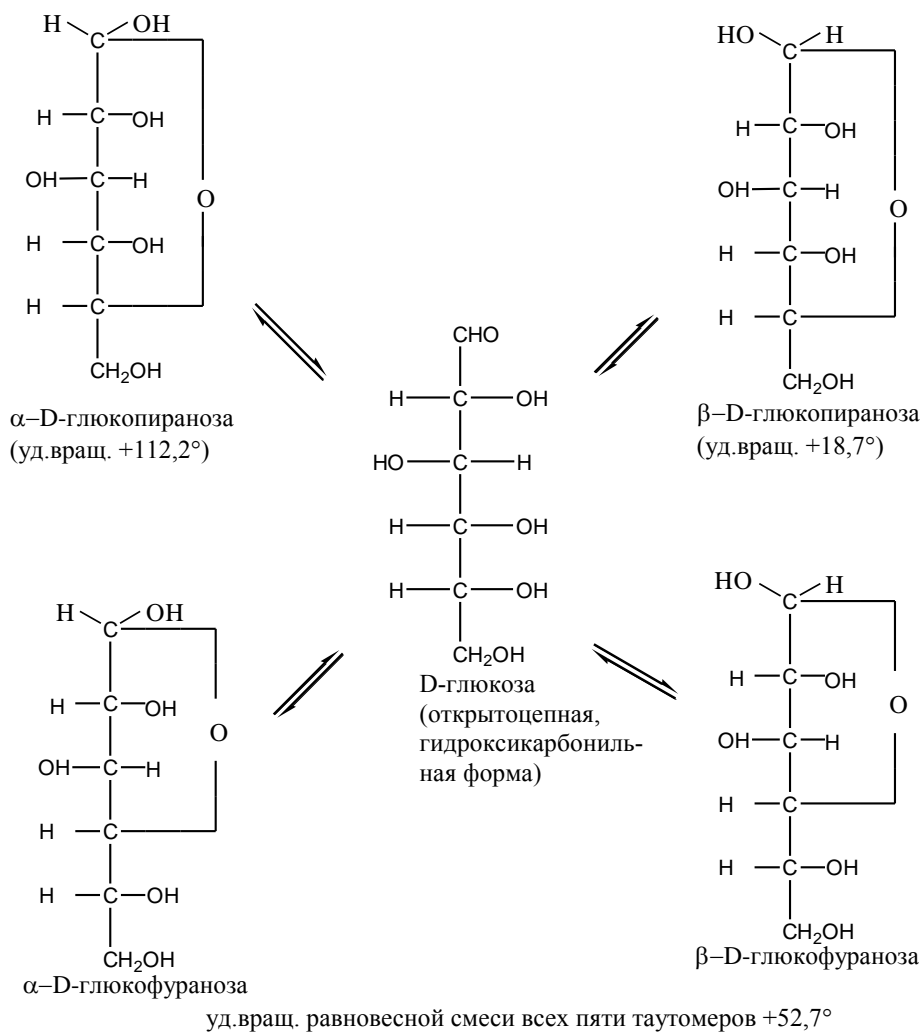 H OH
C
H C OH
OH C H
O
H C OH
H C
CH₂OH
α–D-глюкопираноза
(уд.вращ. +112,2°)
HO H
C
H C OH
OH C H
O
H C OH
H C
CH₂OH
β–D-глюкопираноза
(уд.вращ. +18,7°)
CHO
H C OH
HO C H
H C OH
H C OH
CH₂OH
D-глюкоза
(открытоцепная,
гидроксикарбониль-
ная форма)
H OH
C
H C OH
O
OH C H
H C
H C OH
CH₂OH
α–D-глюкофураноза
HO H
C
H C OH
O
OH C H
H C
H C OH
CH₂OH
β–D-глюкофураноза
уд.вращ. равновесной смеси всех пяти таутомеров +52,7°